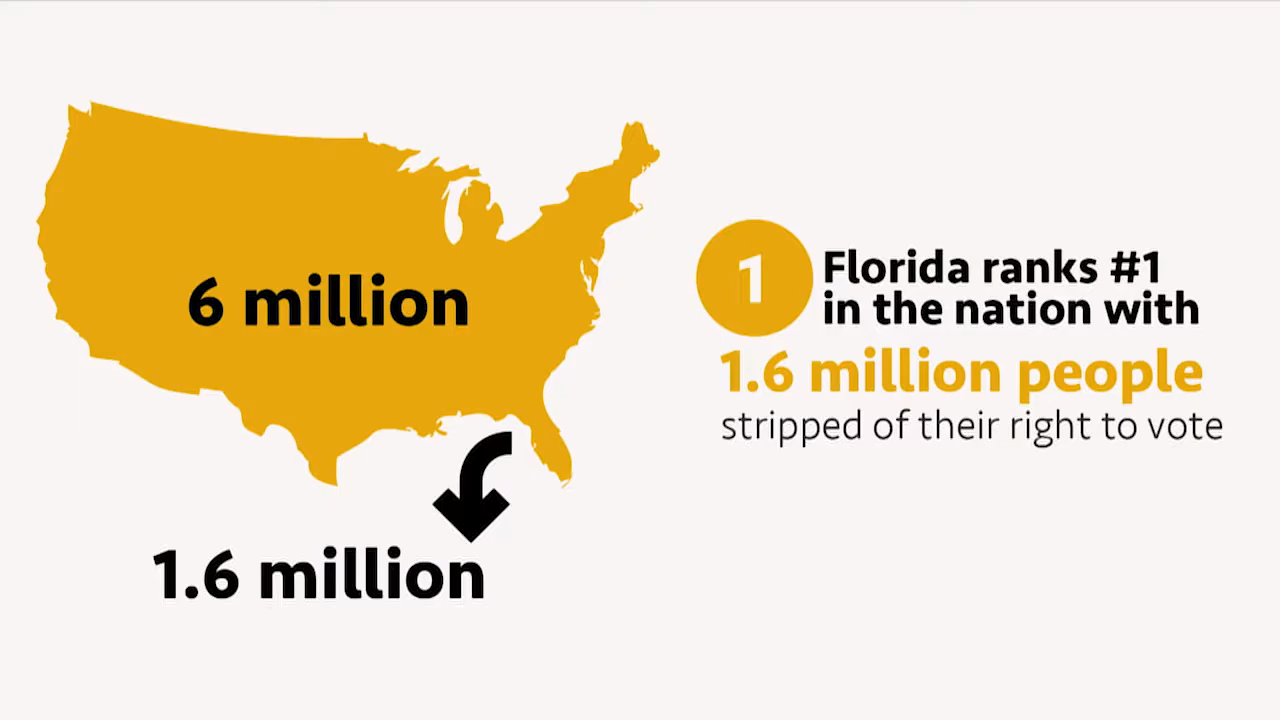 6 million
1.6 million
1
Florida ranks #1
in the nation with
1.6 million people
stripped of their right to vote